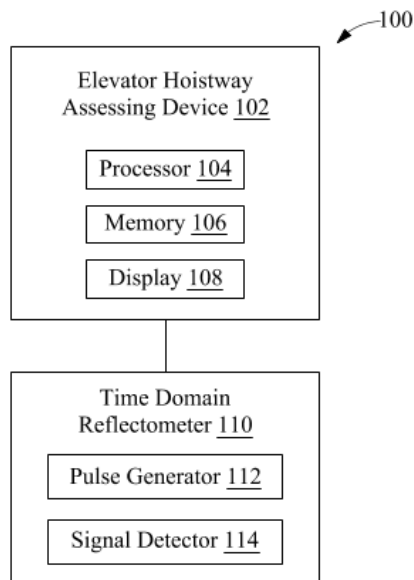 100
Elevator Hoistway
Assessing Device 102
Processor 104
Memory 106
Display 108
Time Domain
Reflectometer 110
Pulse Generator 112
Signal Detector 114